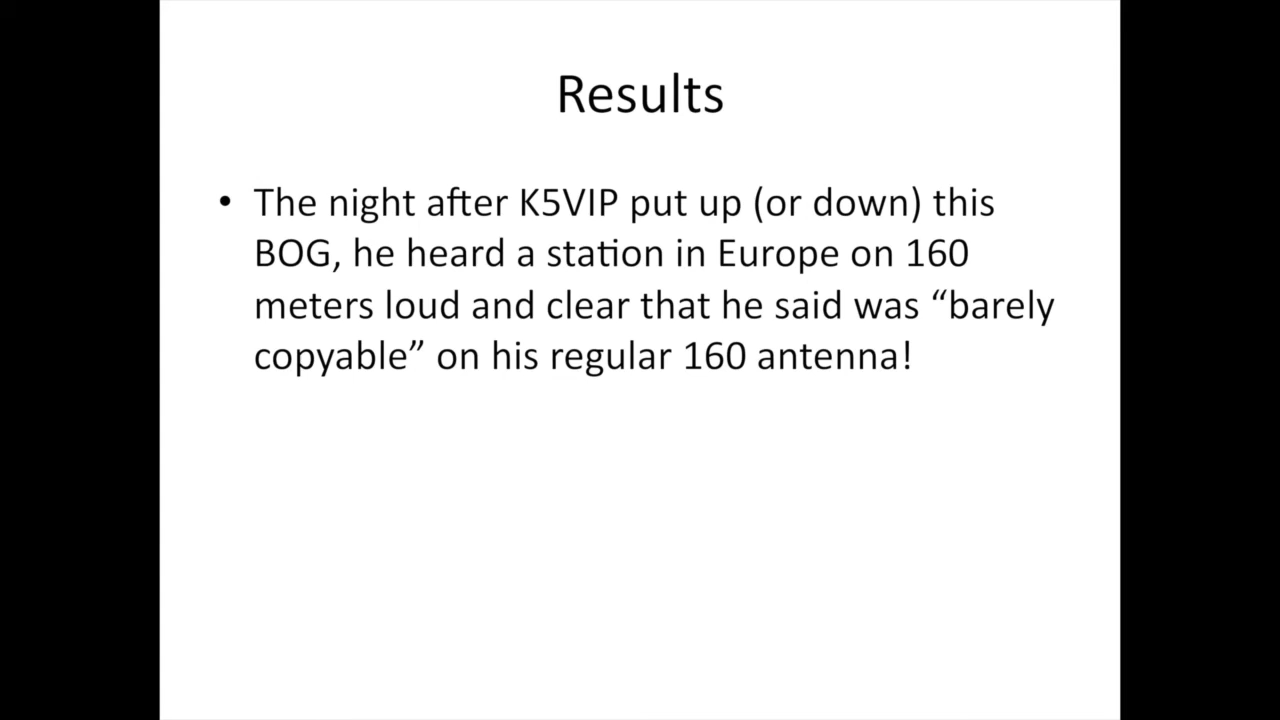 Results
• The night after K5VIP put up (or down) this
BOG, he heard a station in Europe on 160
meters loud and clear that he said was “barely
copyable” on his regular 160 antenna!